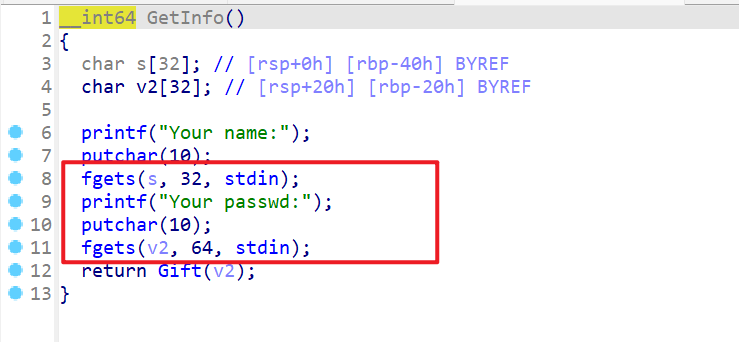 1 __int64 GetInfo()
2 {
3 char s[32]; // [rsp+0h] [rbp-40h] BYREF
4 char v2[32]; // [rsp+20h] [rbp-20h] BYREF
5
6 printf("Your name:");
7 putchar(10);
8 fgets(s, 32, stdin);
9 printf("Your passwd:");
10 putchar(10);
11 fgets(v2, 64, stdin);
12 return Gift(v2);
13 }